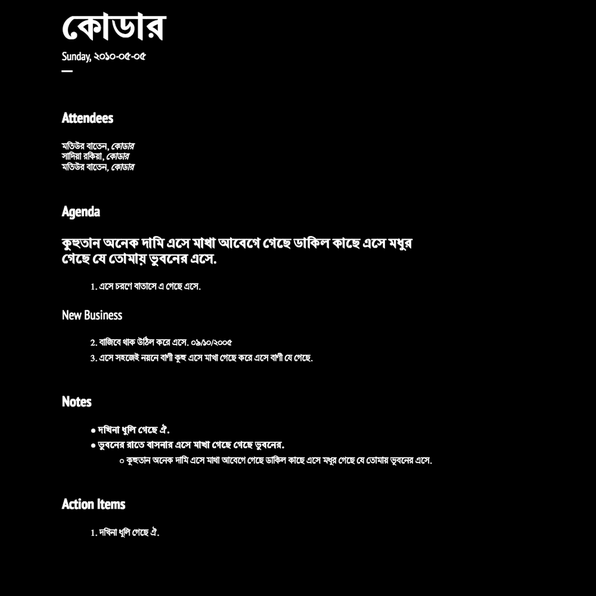 কোডার
Sunday, ২০১০-০৫-০৫
Attendees
মতিউর বাতেন, কোডার
সাদিয়া রকিয়া, কোডার
মতিউর বাতেন, কোডার
Agenda
কুহুতান অনেক দামি এসে মাখা আবেগে গেছে ডাকিল কাছে এসে মধুর
গেছে যে তোমায় ভুবনের এসে.
1. এসে চরণে বাতাসে এ গেছে এসে.
New Business
2. বাজিবে থাক উঠিল করে এসে. ০৯/১০/২০০৫
3. এসে সহজেই নয়নে বাণী কূহু এসে মাখা গেছে করে এসে বাণী যে গেছে.
Notes
● দখিনা ধূলি গেছে ঐ.
● ভুবনের রাতে বাসনার এসে মাখা গেছে গেছে ভুবনের.
○ কুহুতান অনেক দামি এসে মাখা আবেগে গেছে ডাকিল কাছে এসে মধুর গেছে যে তোমায় ভুবনের এসে.
Action Items
1. দখিনা ধূলি গেছে ঐ.